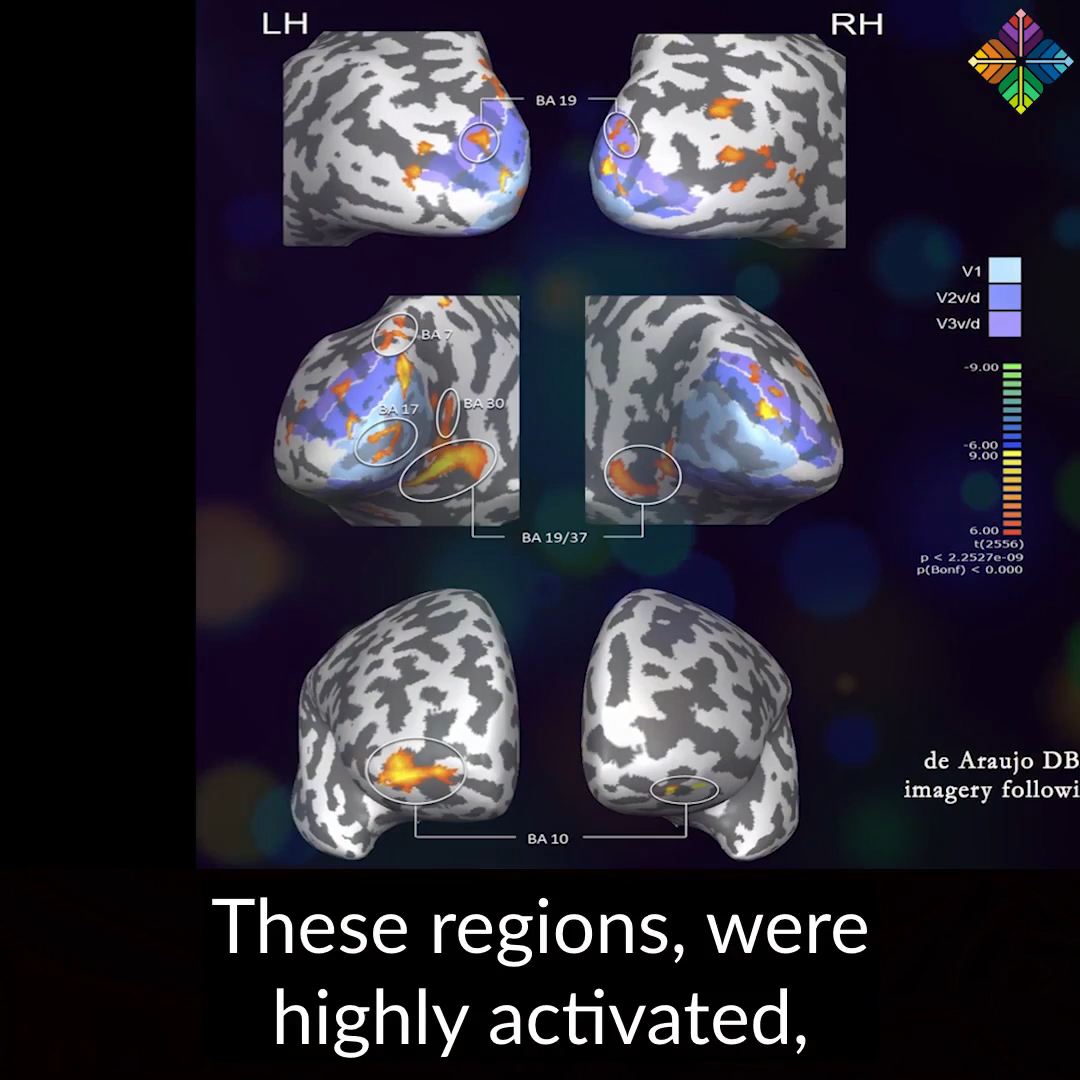 LH
RH
BA 19
V1
V2v/d
V3v/d
BA 7
BA 17
BA 30
-9.00
-6.00
9.00
6.00
t(2556)
p < 2.2527e-09
p(Bonf) < 0.000
BA 19/37
de Araujo DB
imagery followi
BA 10
These regions, were
highly activated,